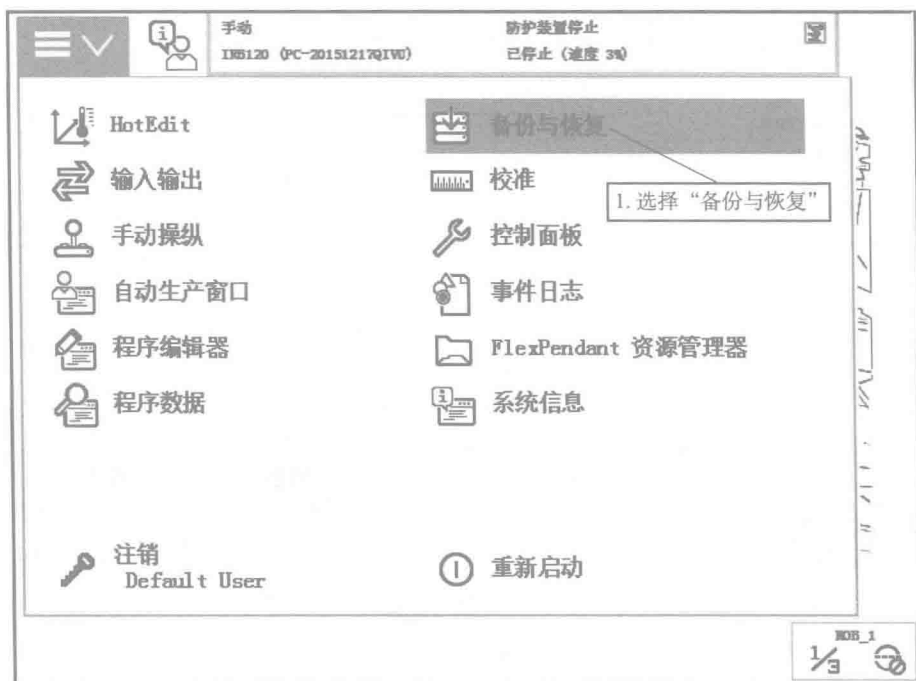 手动
防护装置停止
IRB120 (PC-20151217QIVU)
已停止 (速度 3%)
HotEdit
备份与恢复
输入输出
校准
1. 选择“备份与恢复”
手动操纵
控制面板
自动生产窗口
事件日志
程序编辑器
FlexPendant 资源管理器
程序数据
系统信息
注销
Default User
重新启动
ROB_1
1/3